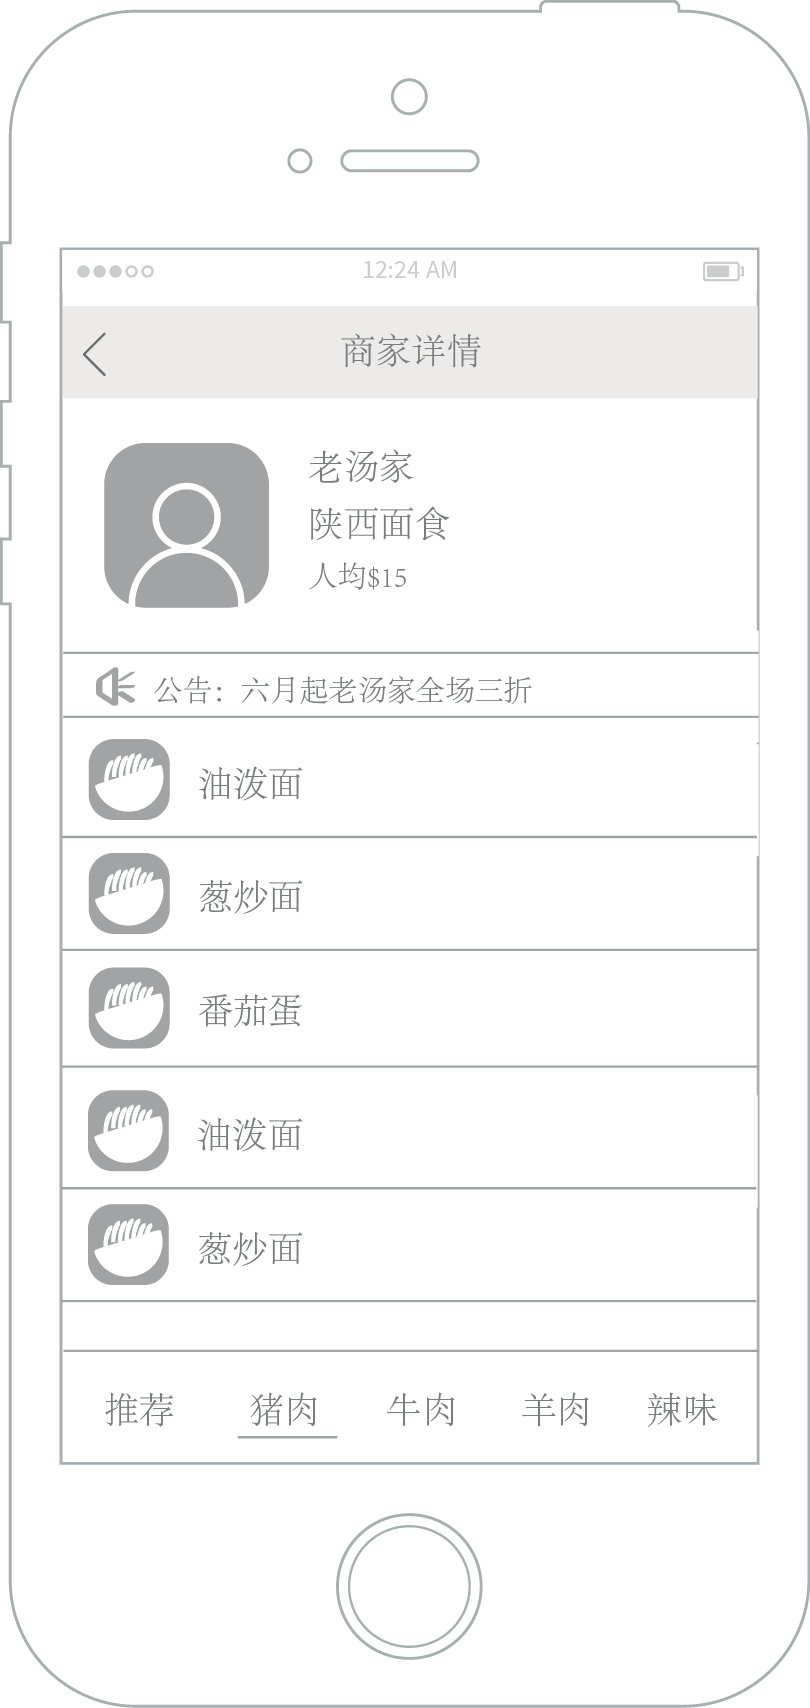 12:24 AM
商家详情
老汤家
陕西面食
人均$15
公告：六月起老汤家全场三折
油泼面
葱炒面
番茄蛋
油泼面
葱炒面
推荐 猪肉 牛肉 羊肉 辣味